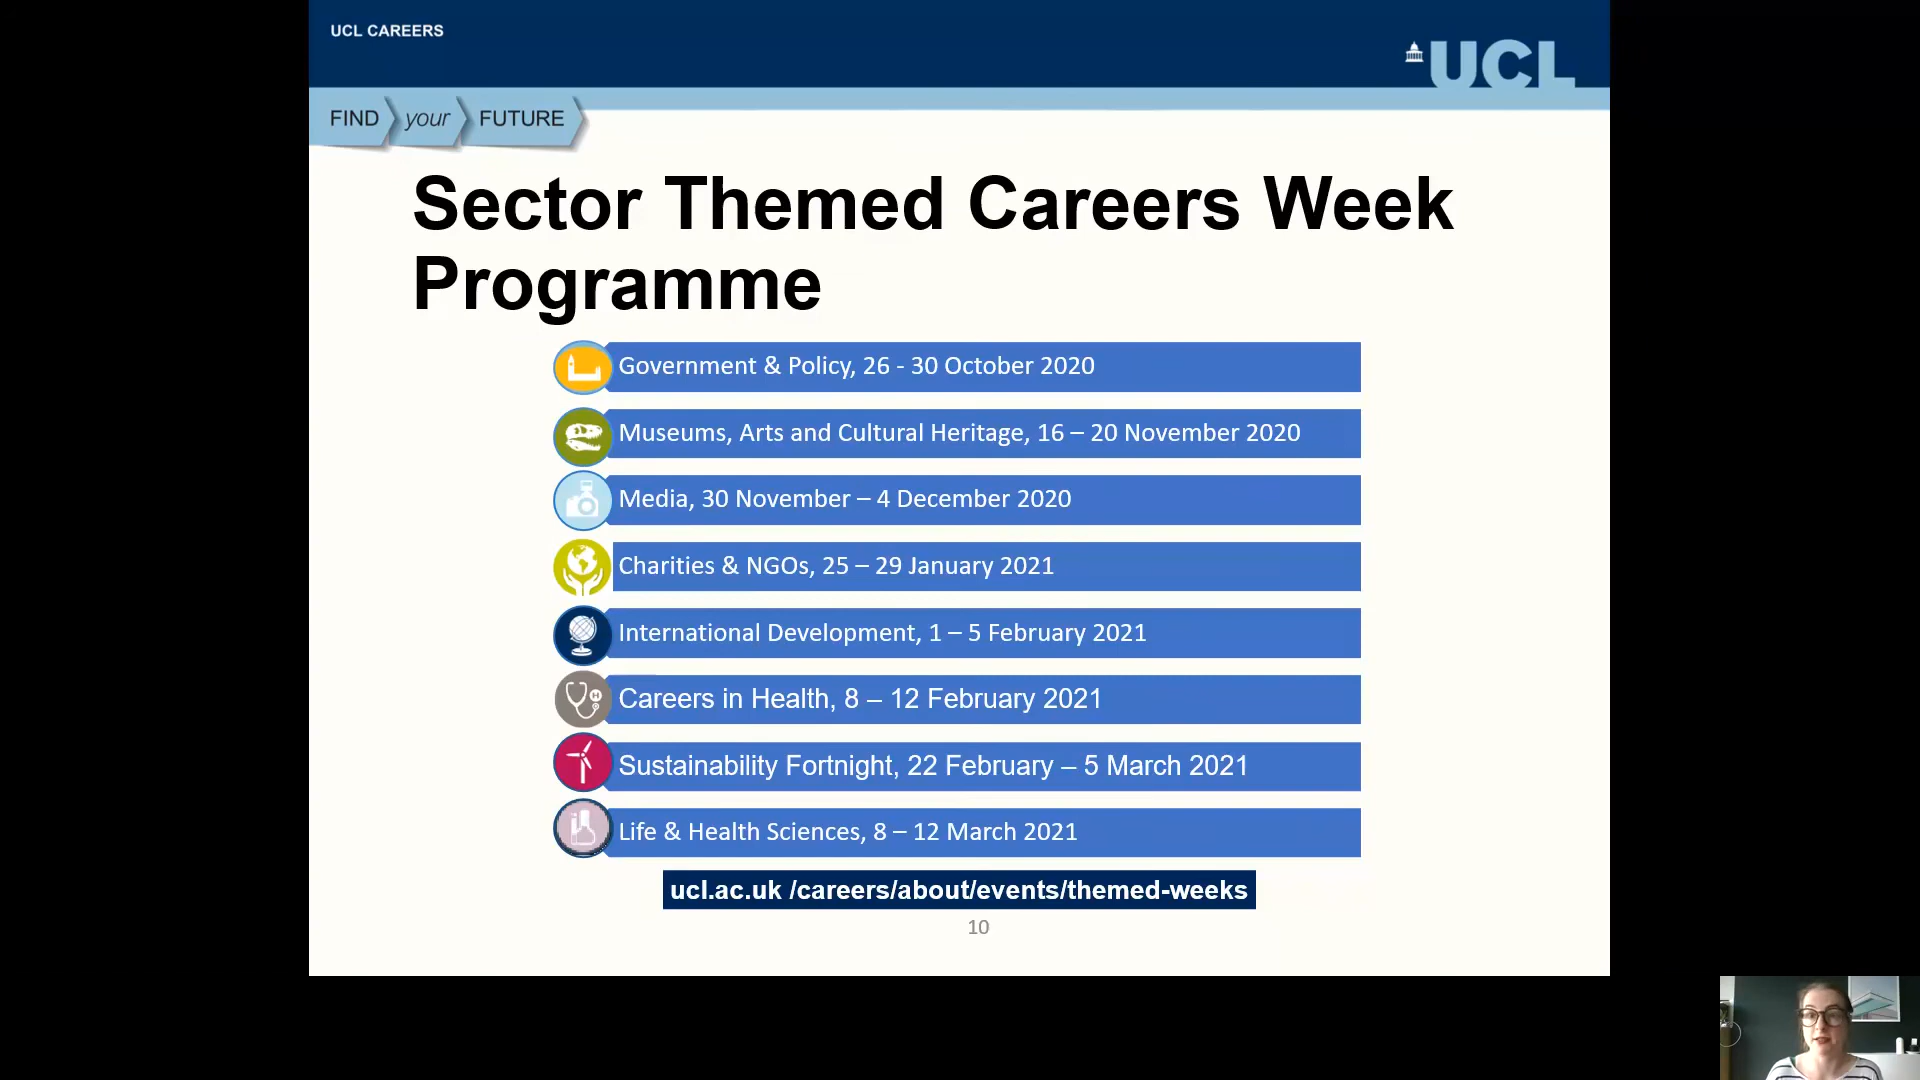 UCL CAREERS
UCL
FIND your FUTURE
Sector Themed Careers Week
Programme
Government & Policy, 26 - 30 October 2020
Museums, Arts and Cultural Heritage, 16 – 20 November 2020
Media, 30 November – 4 December 2020
Charities & NGOs, 25 – 29 January 2021
International Development, 1 – 5 February 2021
Careers in Health, 8 – 12 February 2021
Sustainability Fortnight, 22 February – 5 March 2021
Life & Health Sciences, 8 – 12 March 2021
ucl.ac.uk /careers/about/events/themed-weeks
10